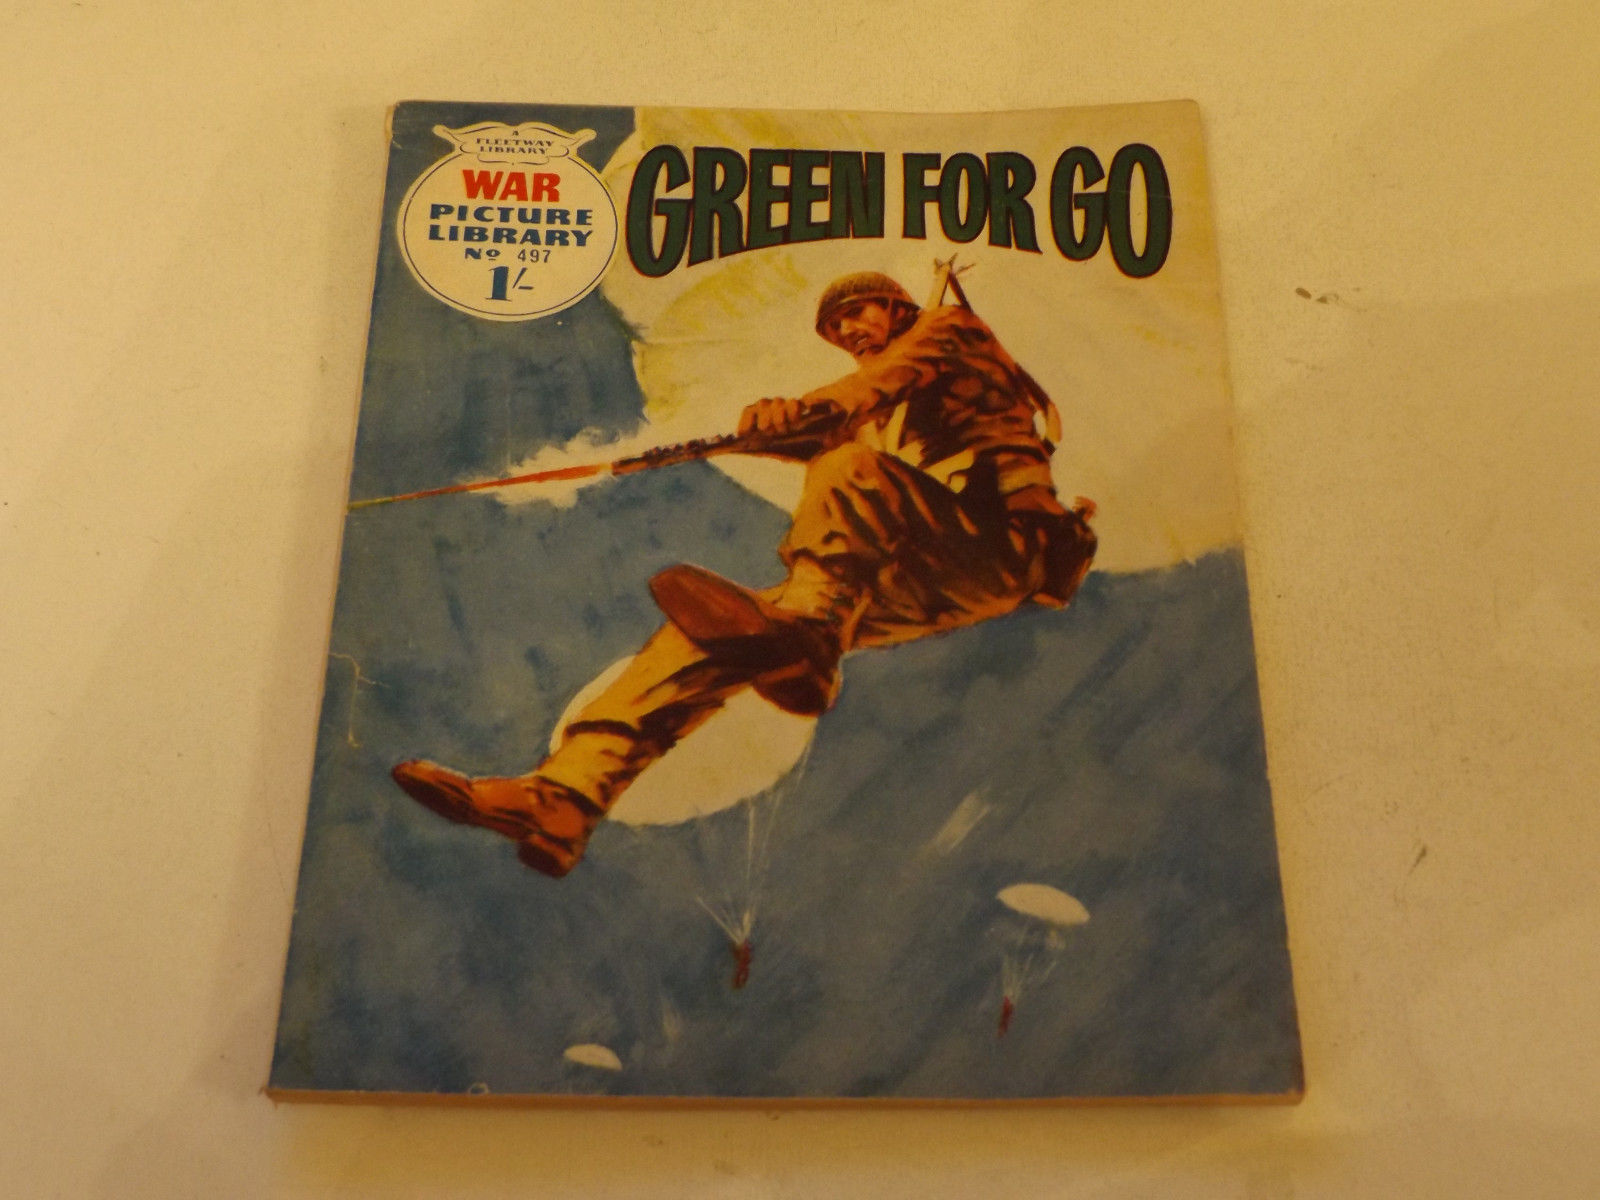 A
FLEETWAY
LIBRARY
WAR
PICTURE
LIBRARY
Nº 497
1/-
GREEN FOR GO